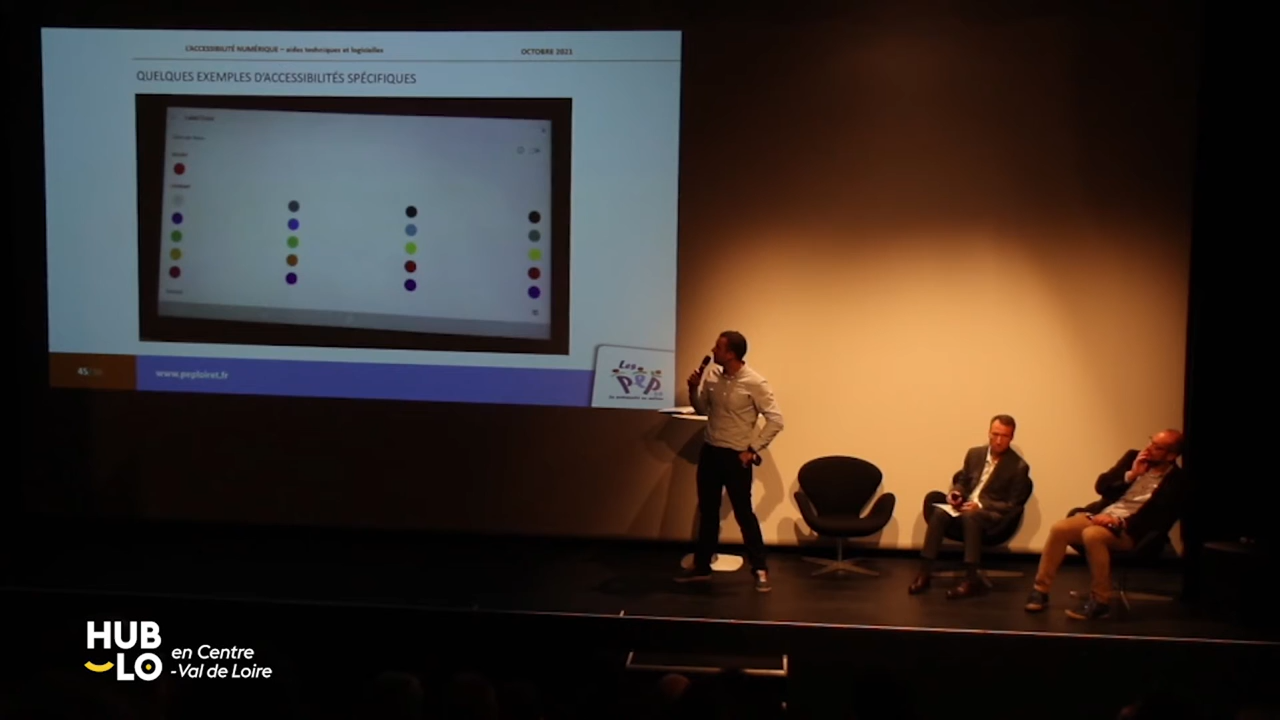 L'ACCESSIBILITÉ NUMÉRIQUE – aides techniques et logicielles
OCTOBRE 2021
QUELQUES EXEMPLES D'ACCESSIBILITÉS SPÉCIFIQUES
45
www.peploiret.fr
Les
PEP
HUB
LO
en Centre
-Val de Loire